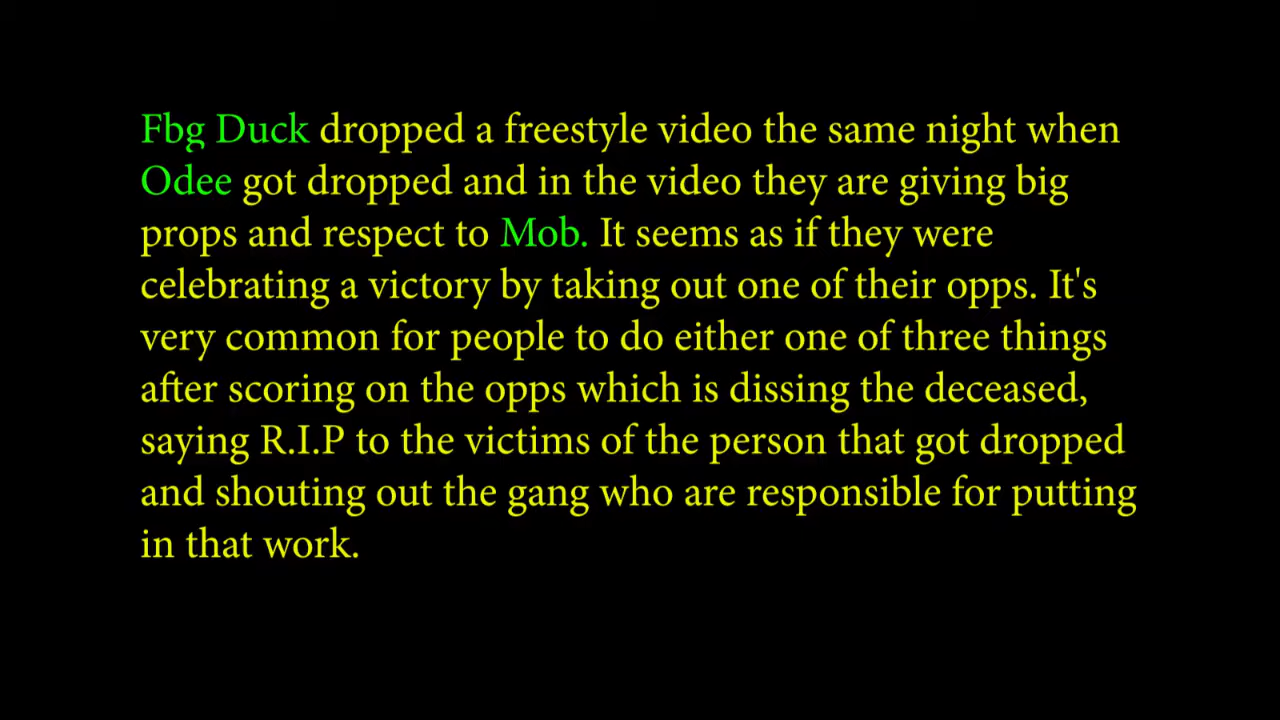 Fbg Duck dropped a freestyle video the same night when
Odee got dropped and in the video they are giving big
props and respect to Mob. It seems as if they were
celebrating a victory by taking out one of their opps. It's
very common for people to do either one of three things
after scoring on the opps which is dissing the deceased,
saying R.I.P to the victims of the person that got dropped
and shouting out the gang who are responsible for putting
in that work.